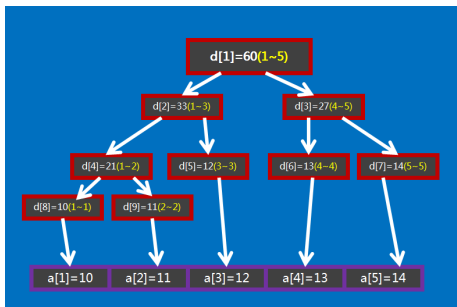 d[1]=60(1~5)
d[2]=33(1~3) d[3]=27(4~5)
d[4]=21(1~2) d[5]=12(3~3) d[6]=13(4~4) d[7]=14(5~5)
d[8]=10(1~1) d[9]=11(2~2)
a[1]=10 a[2]=11 a[3]=12 a[4]=13 a[5]=14